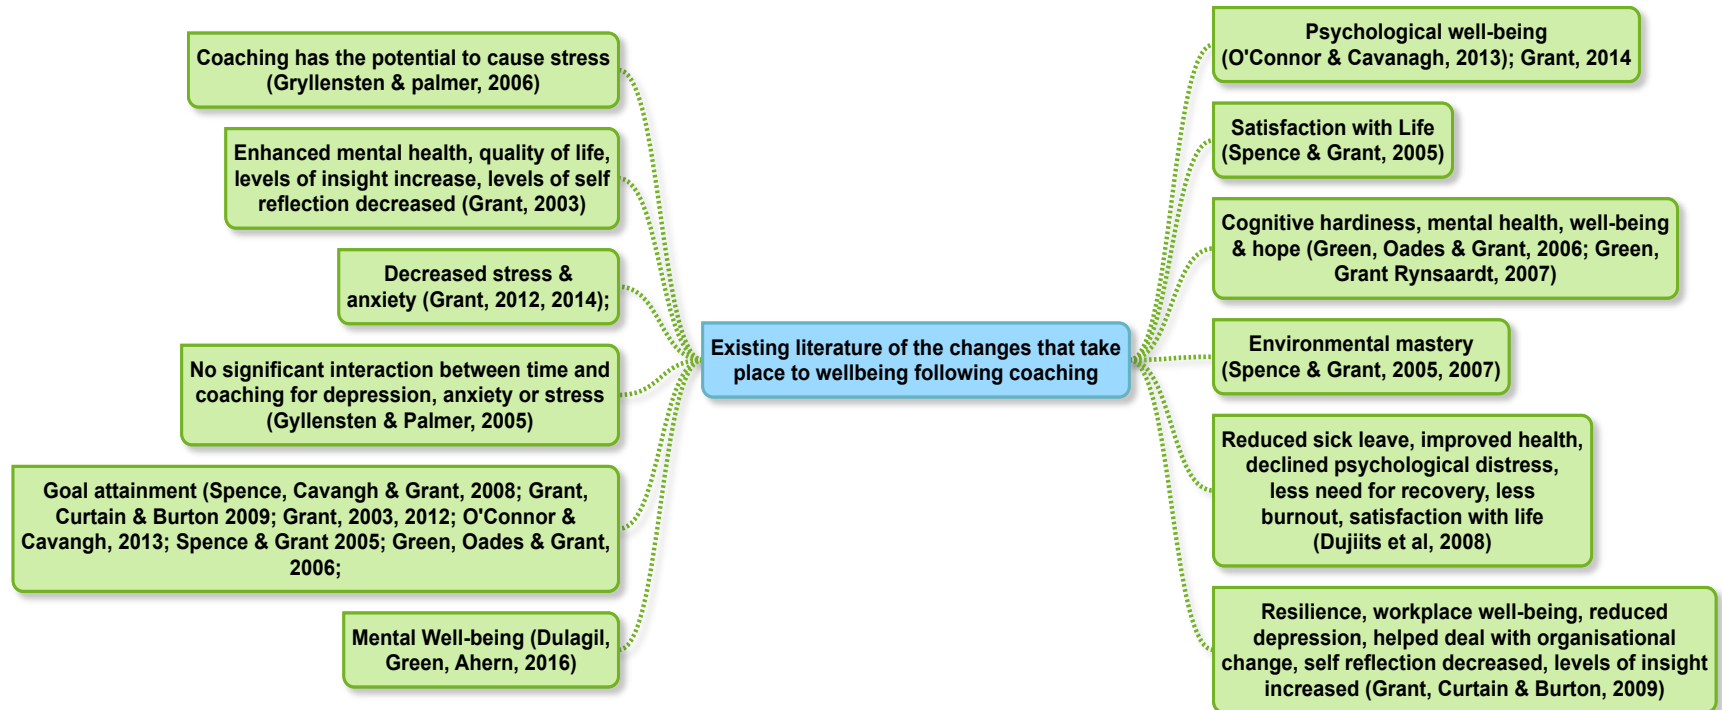 Coaching has the potential to cause stress
(Gryllensten & palmer, 2006)
Enhanced mental health, quality of life,
levels of insight increase, levels of self
reflection decreased (Grant, 2003)
Decreased stress &
anxiety (Grant, 2012, 2014);
No significant interaction between time and
coaching for depression, anxiety or stress
(Gyllensten & Palmer, 2005)
Goal attainment (Spence, Cavangh & Grant, 2008; Grant,
Curtain & Burton 2009; Grant, 2003, 2012; O'Connor &
Cavangh, 2013; Spence & Grant 2005; Green, Oades & Grant,
2006;
Mental Well-being (Dulagil,
Green, Ahern, 2016)
Existing literature of the changes that take
place to wellbeing following coaching
Psychological well-being
(O'Connor & Cavanagh, 2013); Grant, 2014
Satisfaction with Life
(Spence & Grant, 2005)
Cognitive hardiness, mental health, well-being
& hope (Green, Oades & Grant, 2006; Green,
Grant Rynsaardt, 2007)
Environmental mastery
(Spence & Grant, 2005, 2007)
Reduced sick leave, improved health,
declined psychological distress,
less need for recovery, less
burnout, satisfaction with life
(Dujiits et al, 2008)
Resilience, workplace well-being, reduced
depression, helped deal with organisational
change, self reflection decreased, levels of insight
increased (Grant, Curtain & Burton, 2009)